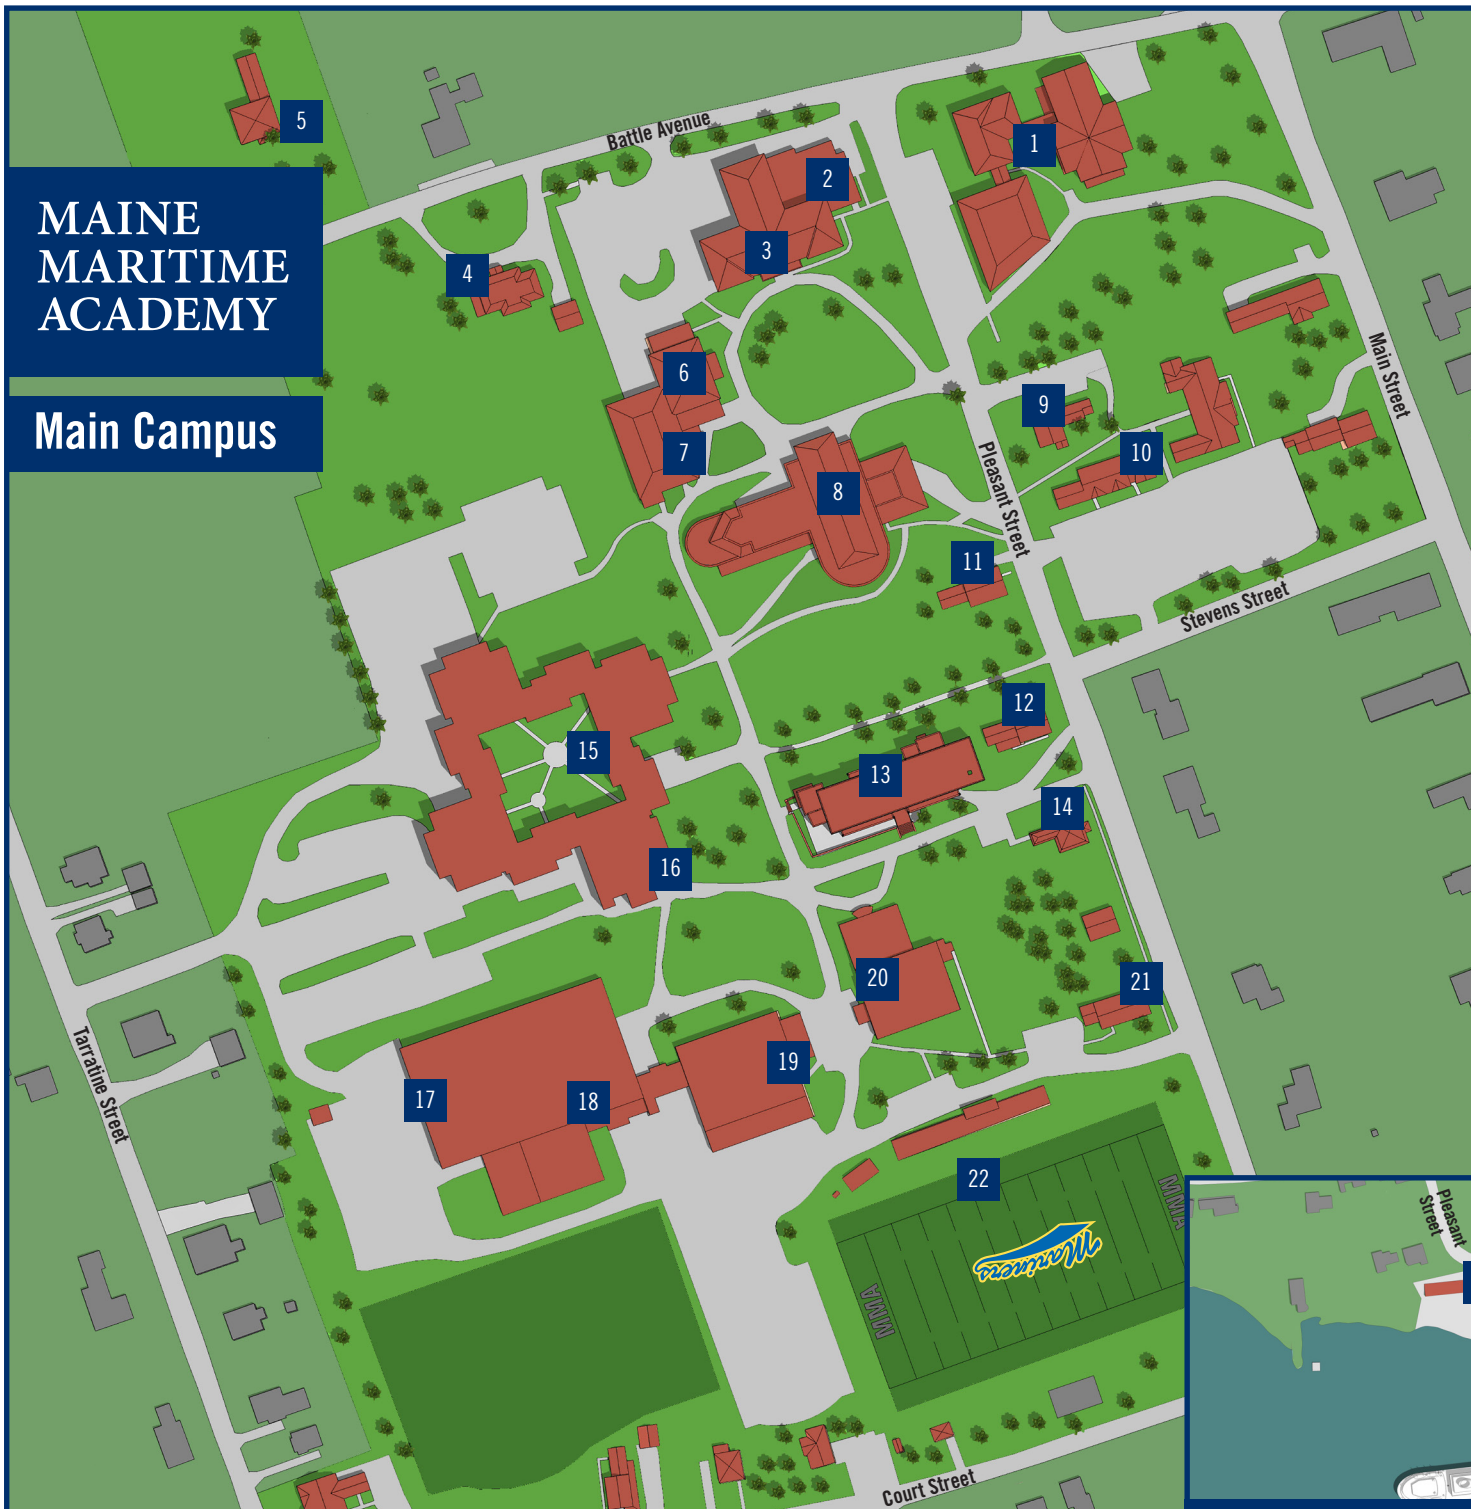 5
Battle Avenue
1
2
MAINE
MARITIME
ACADEMY
3
4
Main Street
6
9
Main Campus
7
10
Pleasant Street
8
11
Stevens Street
12
15
13
14
16
20
21
Tarratine Street
19
17
18
22
MMA
Mariners
MMA
Pleasant
Street
Court Street